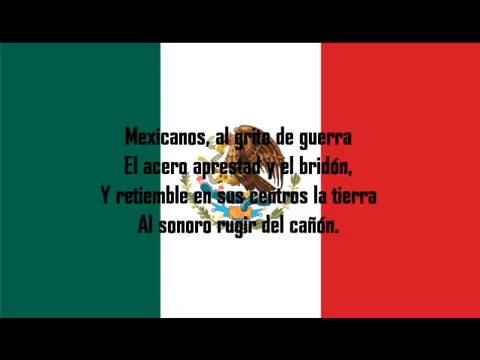 Mexicanos, al grito de guerra
El acero aprestad y el bridón,
Y retiemble en sus centros la tierra
Al sonoro rugir del cañón.